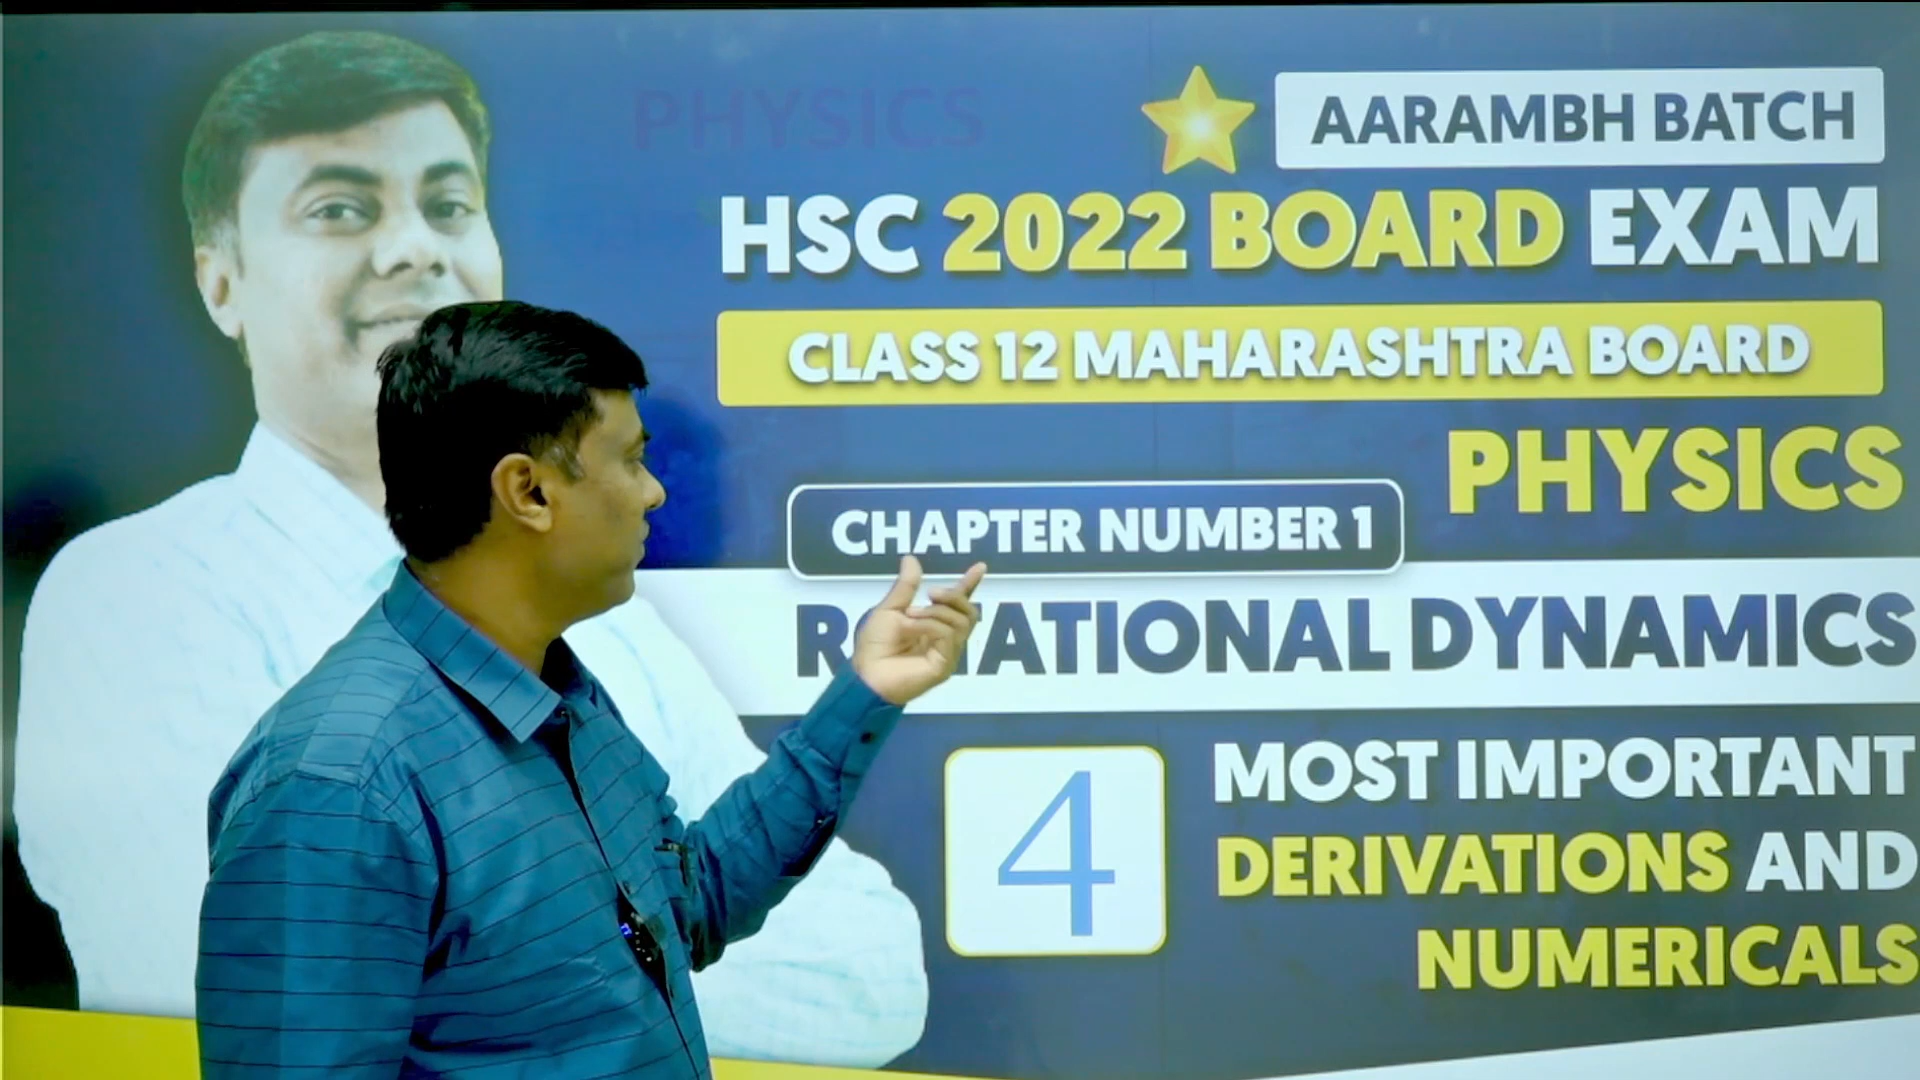 PHYSICS
AARAMBH BATCH
HSC 2022 BOARD EXAM
CLASS 12 MAHARASHTRA BOARD
PHYSICS
CHAPTER NUMBER 1
ROTATIONAL DYNAMICS
4
MOST IMPORTANT
DERIVATIONS AND
NUMERICALS